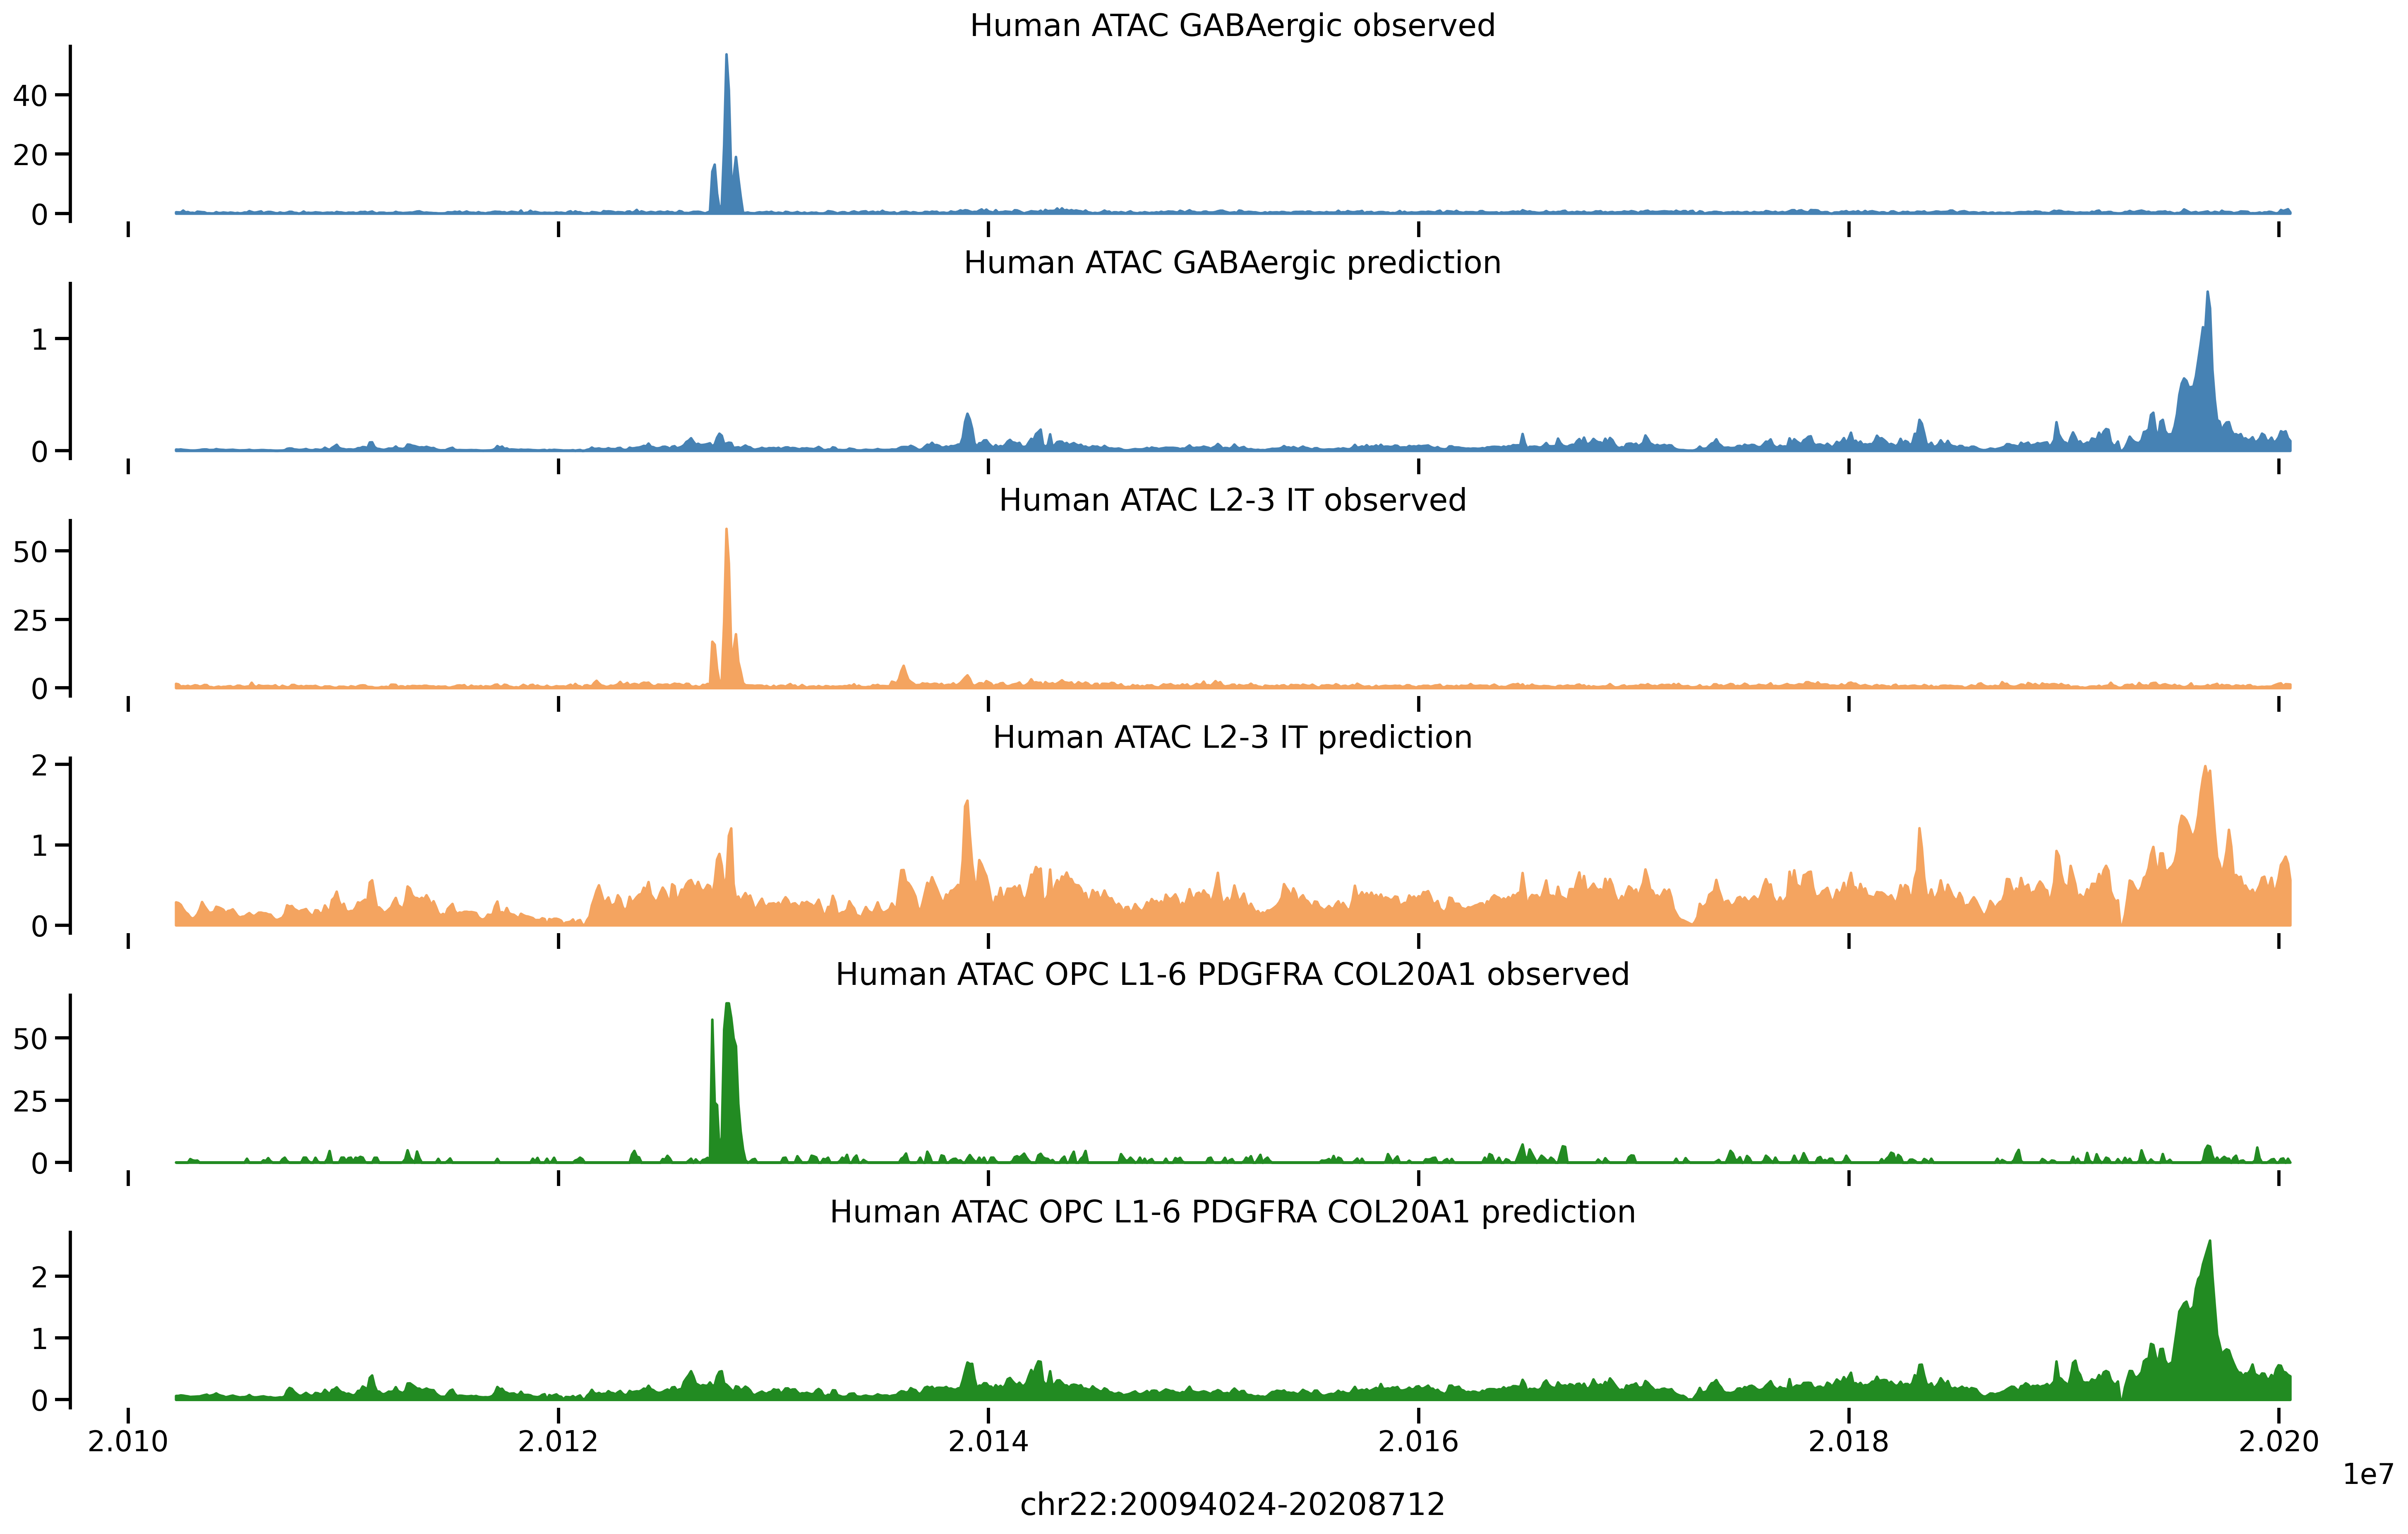 Human ATAC GABAergic observed
40
20
0
Human ATAC GABAergic prediction
1
0
Human ATAC L2-3 IT observed
50
25
0
Human ATAC L2-3 IT prediction
2
1
0
Human ATAC OPC L1-6 PDGFRA COL20A1 observed
50
25
0
Human ATAC OPC L1-6 PDGFRA COL20A1 prediction
2
1
0
2.010 2.012 2.014 2.016 2.018 2.020
1e7
chr22:20094024-20208712